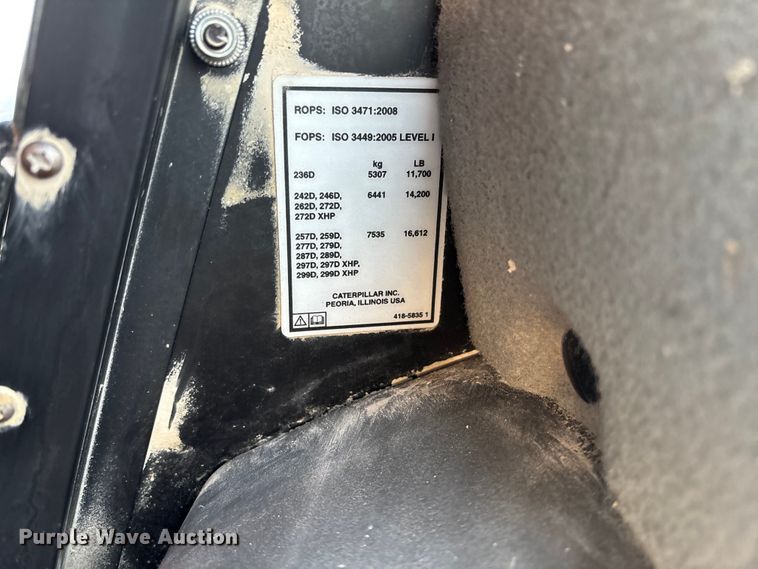 ROPS: ISO 3471:2008
FOPS: ISO 3449:2005 LEVEL I
kg LB
236D 5307 11,700
242D, 246D, 6441 14,200
262D, 272D,
272D XHP
257D, 259D, 7535 16,612
277D, 279D,
287D, 289D,
297D, 297D XHP,
299D, 299D XHP
CATERPILLAR INC.
PEORIA, ILLINOIS USA
418-5835 1
Purple Wave Auction